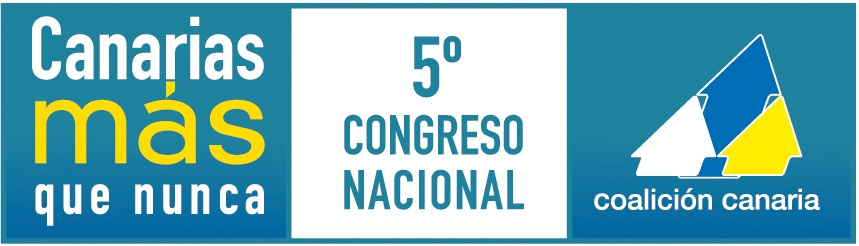 Canarias
más
que nunca
5º
CONGRESO
NACIONAL
coalición canaria